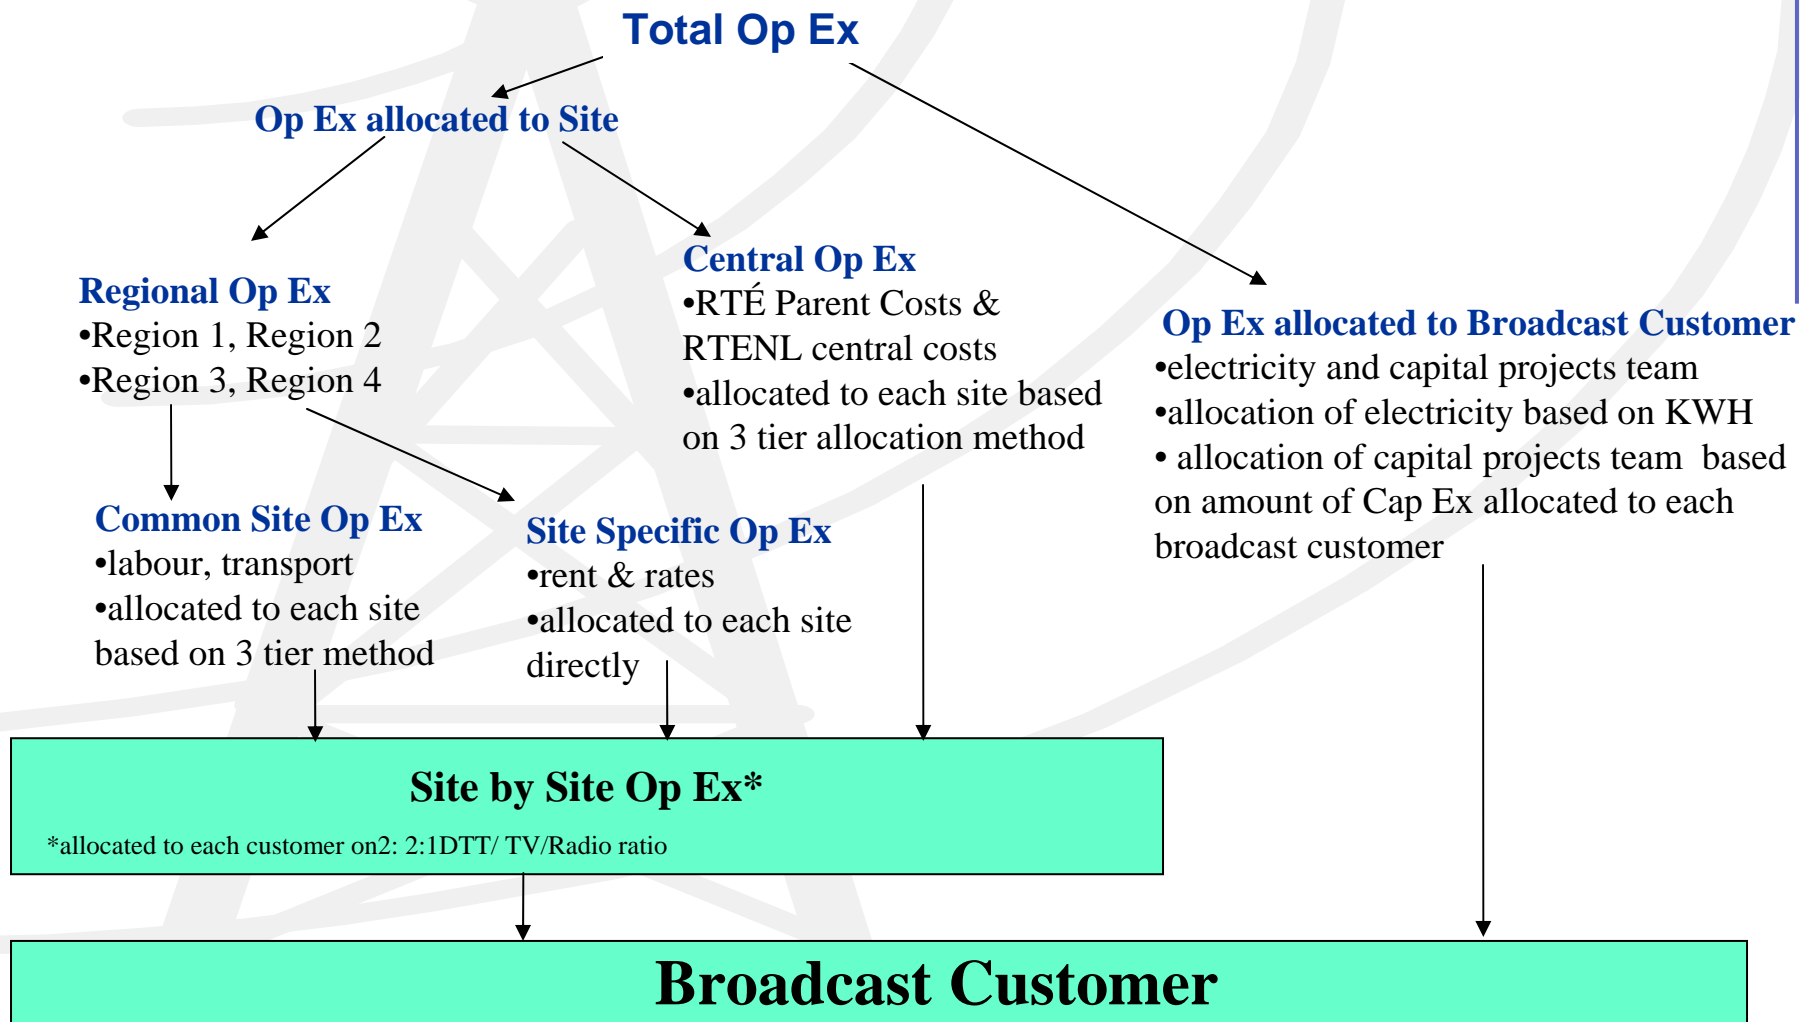 Total Op Ex
Op Ex allocated to Site
Regional Op Ex
•Region 1, Region 2
•Region 3, Region 4
Central Op Ex
•RTÉ Parent Costs &
RTENL central costs
•allocated to each site based
on 3 tier allocation method
Op Ex allocated to Broadcast Customer
•electricity and capital projects team
•allocation of electricity based on KWH
• allocation of capital projects team based
on amount of Cap Ex allocated to each
broadcast customer
Common Site Op Ex
•labour, transport
•allocated to each site
based on 3 tier method
Site Specific Op Ex
•rent & rates
•allocated to each site
directly
Site by Site Op Ex*
*allocated to each customer on2: 2:1DTT/ TV/Radio ratio
Broadcast Customer